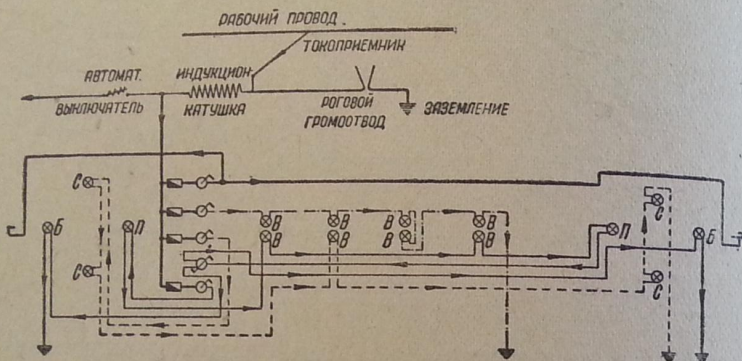 РАБОЧИЙ ПРОВОД.
ТОКОПРИЕМНИК
АВТОМАТ.
ВЫКЛЮЧАТЕЛЬ
ИНДУКЦИОН.
КАТУШКА
РОГОВОЙ
ГРОМООТВОД
ЗАЗЕМЛЕНИЕ
С
С
Б
П
В
В
В
В
В
В
В
В
П
С
Б
С